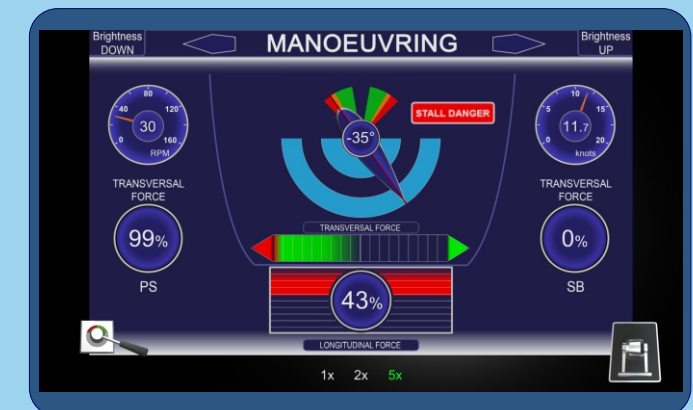 Brightness
DOWN
MANOEUVRING
Brightness
UP
80
40
120
30
0
160
RPM
STALL DANGER
-35°
10
5
15
11.7
0
20
knots
TRANSVERSAL
FORCE
99%
PS
TRANSVERSAL FORCE
TRANSVERSAL
FORCE
0%
SB
43%
LONGITUDINAL FORCE
1x 2x 5x